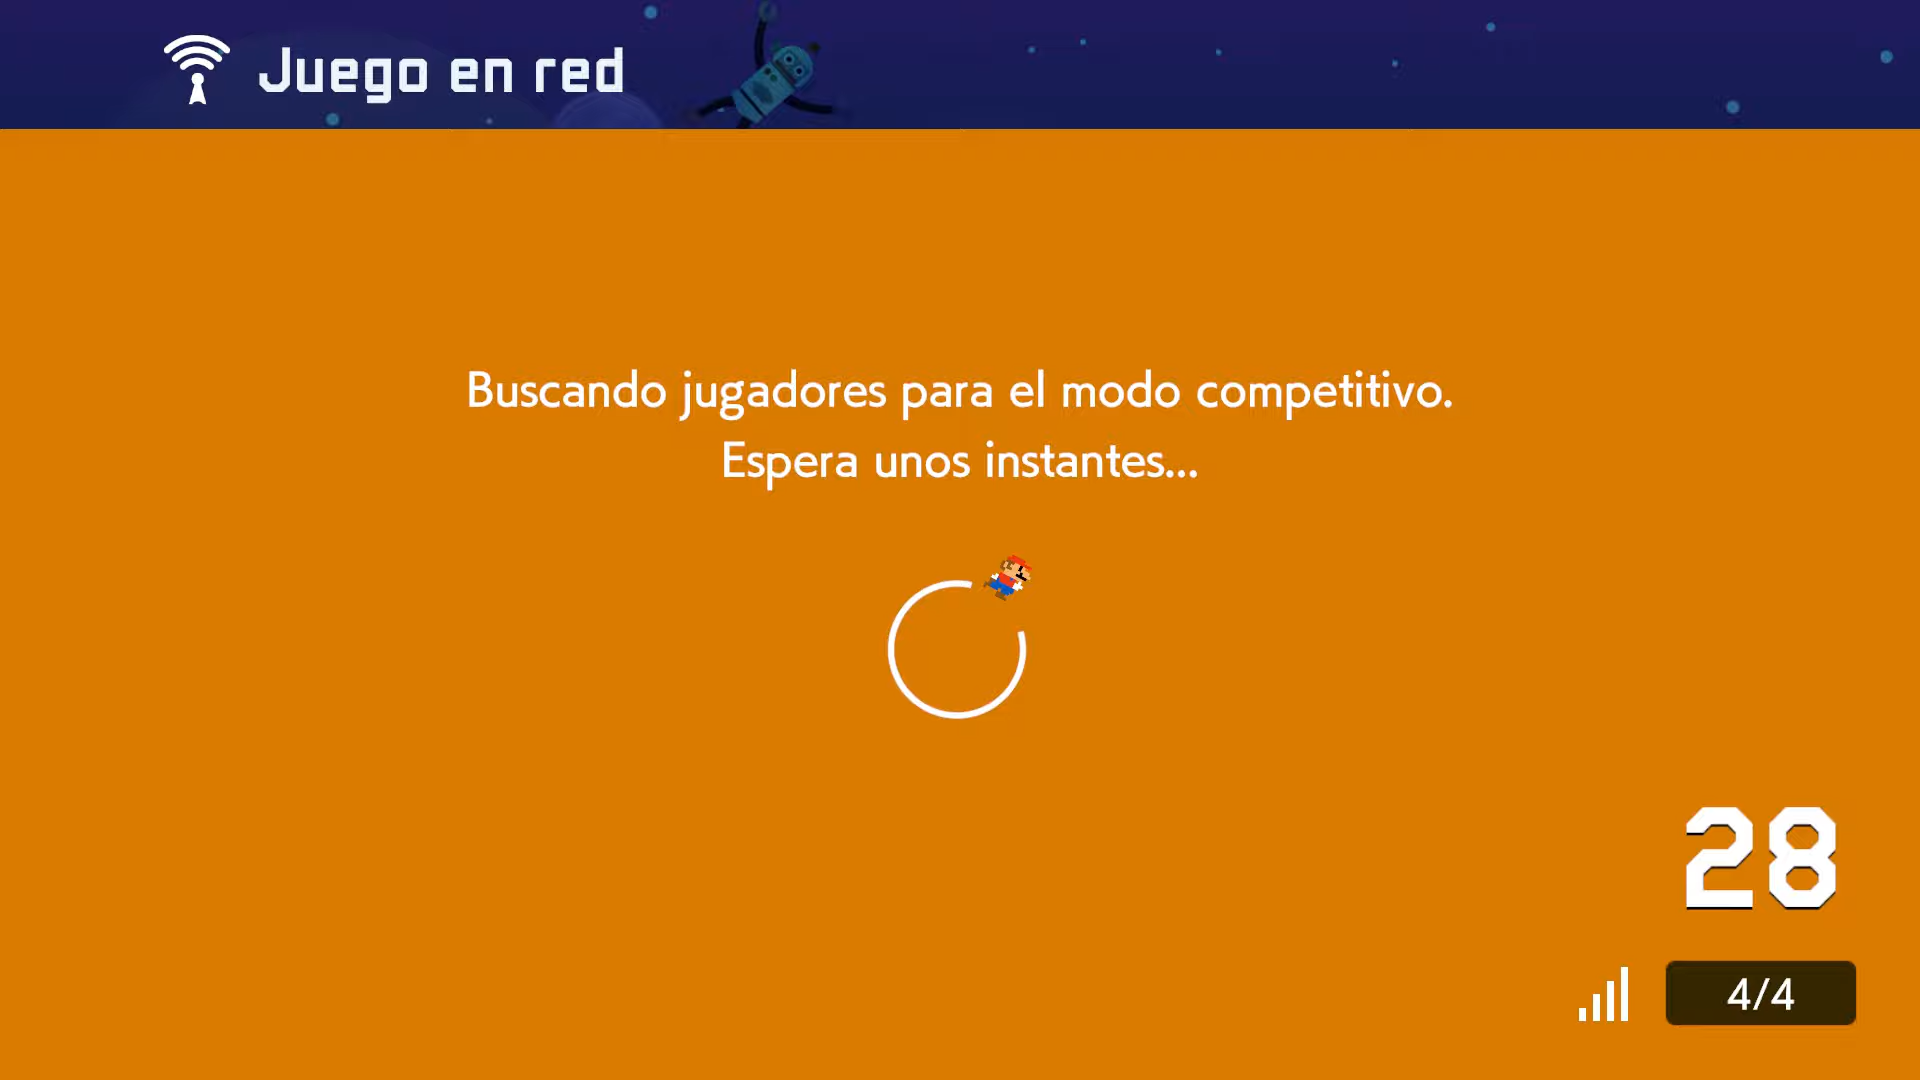 Juego en red
Buscando jugadores para el modo competitivo.
Espera unos instantes...
28
4/4